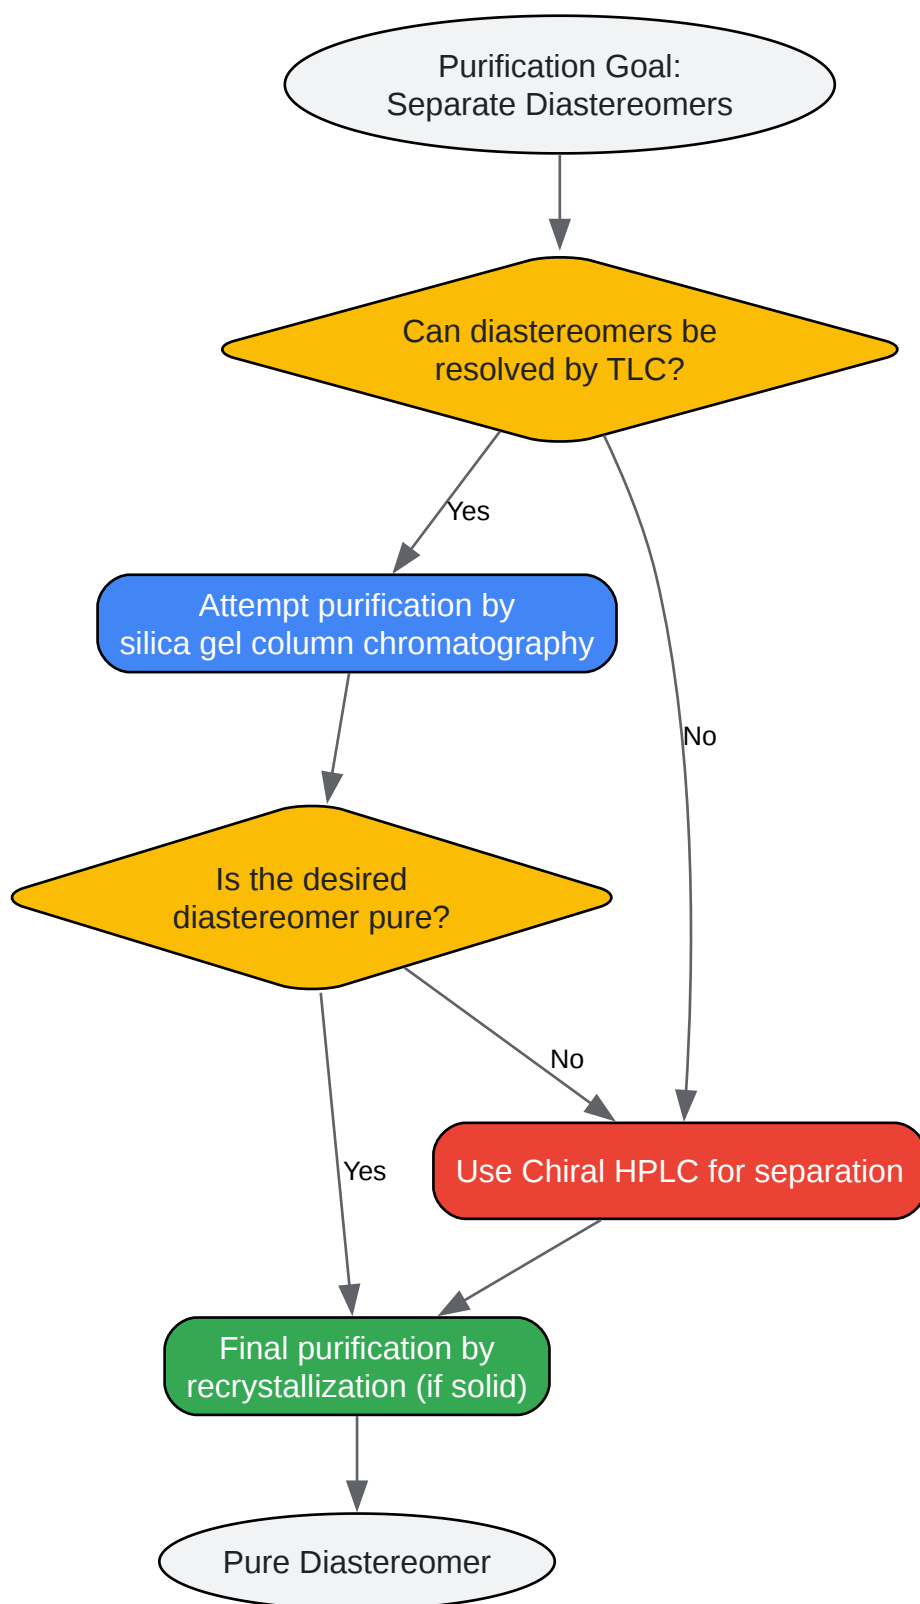 Purification Goal:
Separate Diastereomers
Can diastereomers be
resolved by TLC?
Yes
Attempt purification by
silica gel column chromatography
No
Is the desired
diastereomer pure?
No
Yes
Use Chiral HPLC for separation
Final purification by
recrystallization (if solid)
Pure Diastereomer